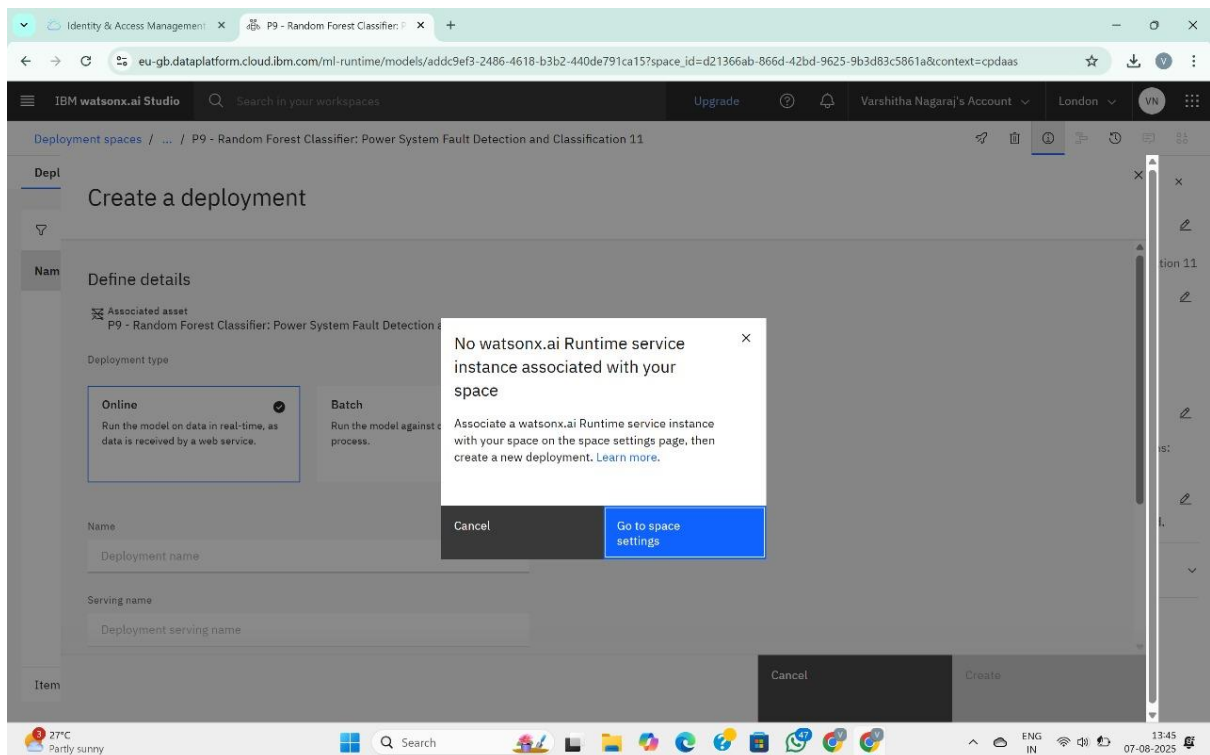 Identity & Access Management
P9 - Random Forest Classifier: P
eu-gb.dataplatform.cloud.ibm.com/ml-runtime/models/addc9ef3-2486-4618-b3b2-440de791ca15?space_id=d21366ab-866d-42bd-9625-9b3d83c5861a&context=cpdaas
V
IBM watsonx.ai Studio
Search in your workspaces
Upgrade
Varshitha Nagaraj's Account
London
VN
Deployment spaces / ... / P9 - Random Forest Classifier: Power System Fault Detection and Classification 11
Depl
Create a deployment
Nam
tion 11
Define details
Associated asset
P9 - Random Forest Classifier: Power System Fault Detection a
Deployment type
Online
Run the model on data in real-time, as
data is received by a web service.
Batch
Run the model against d
process.
No watsonx.ai Runtime service
instance associated with your
space
Associate a watsonx.ai Runtime service instance
with your space on the space settings page, then
create a new deployment. Learn more.
Cancel
Go to space
settings
s:
l,
Name
Deployment name
Serving name
Deployment serving name
Item
Cancel
Create
3
27°C
Partly sunny
Search
47
ENG
IN
13:45
07-08-2025